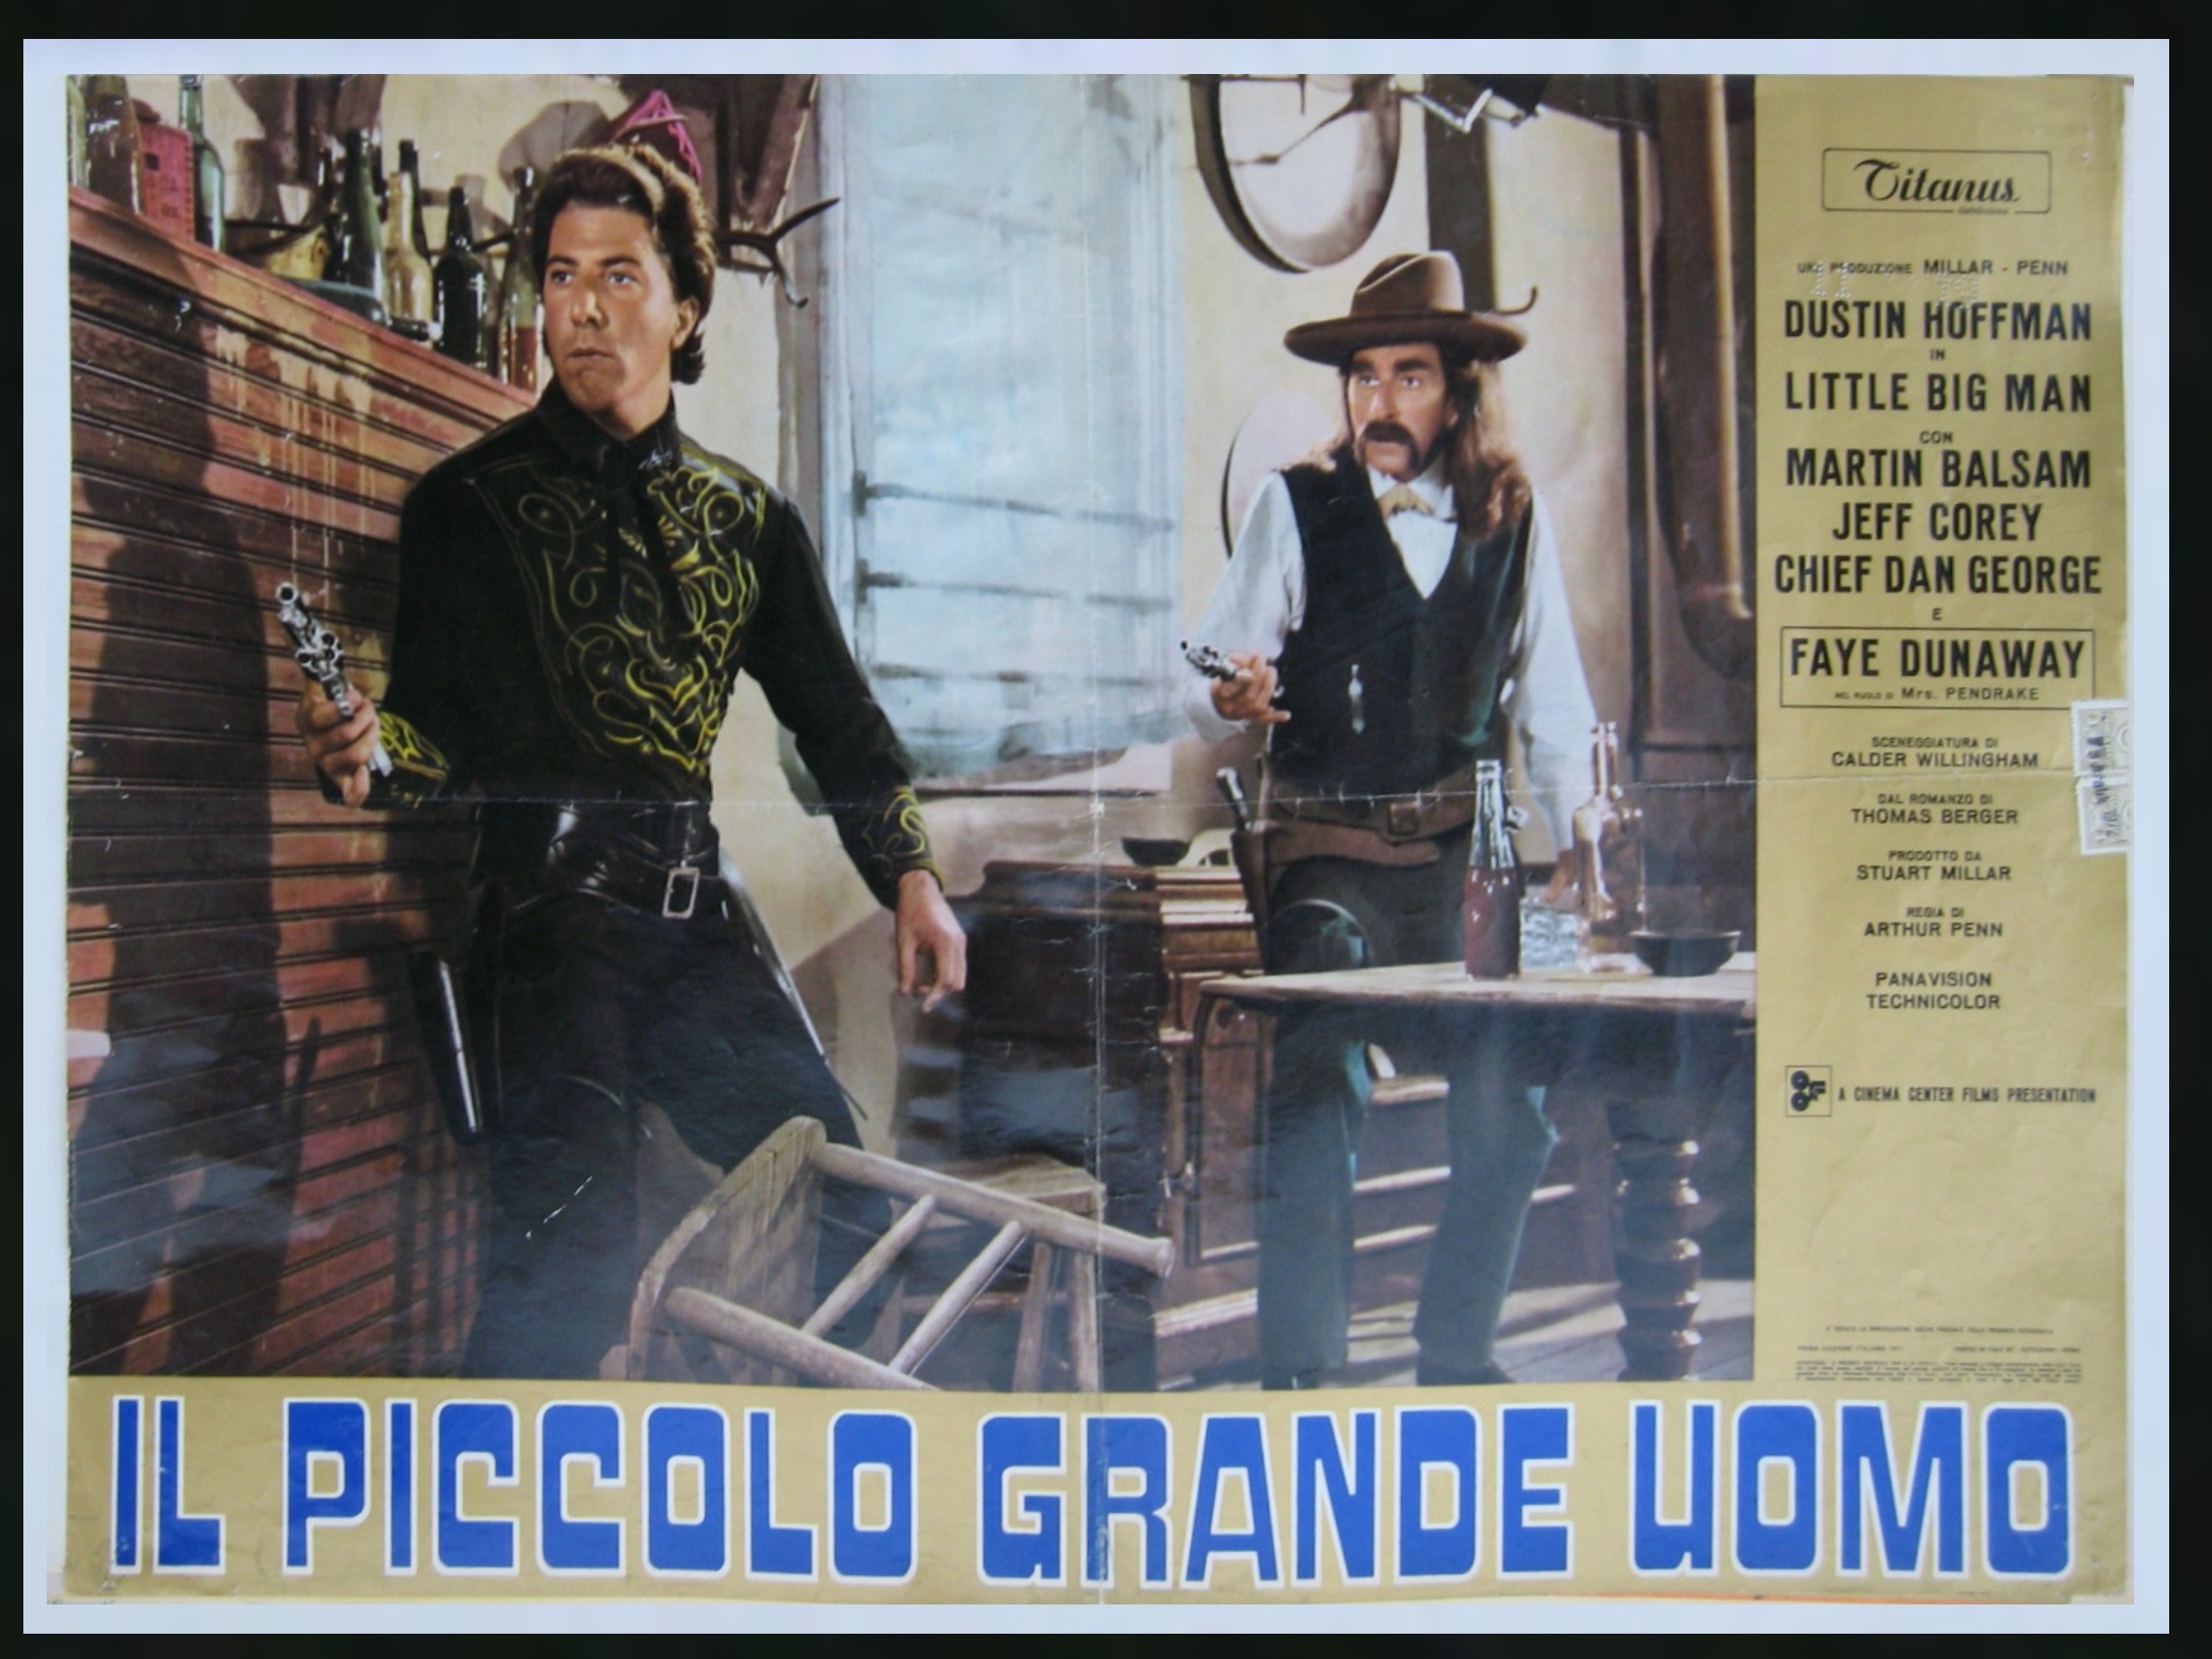 Titanus
UNA PRODUZIONE MILLAR - PENN
DUSTIN HOFFMAN
IN
LITTLE BIG MAN
CON
MARTIN BALSAM
JEFF COREY
CHIEF DAN GEORGE
E
FAYE DUNAWAY
NEL RUOLO DI Mrs. PENDRAKE
SCENEGGIATURA DI
CALDER WILLINGHAM
DAL ROMANZO DI
THOMAS BERGER
PRODOTTO DA
STUART MILLAR
REGIA DI
ARTHUR PENN
PANAVISION
TECHNICOLOR
A CINEMA CENTER FILMS PRESENTATION
IL PICCOLO GRANDE UOMO